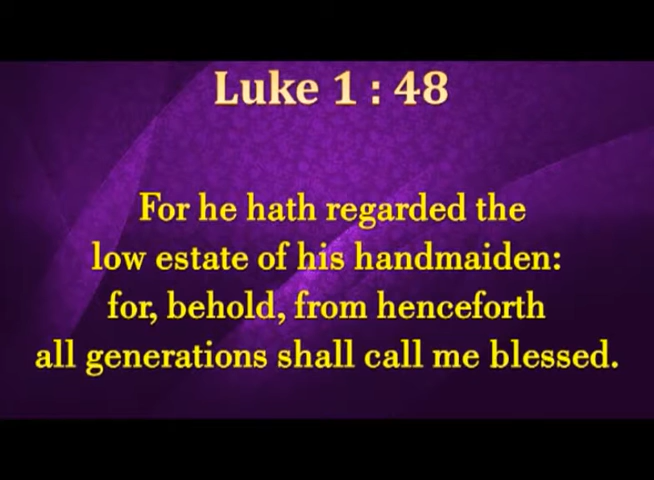 Luke 1 : 48
For he hath regarded the
low estate of his handmaiden:
for, behold, from henceforth
all generations shall call me blessed.